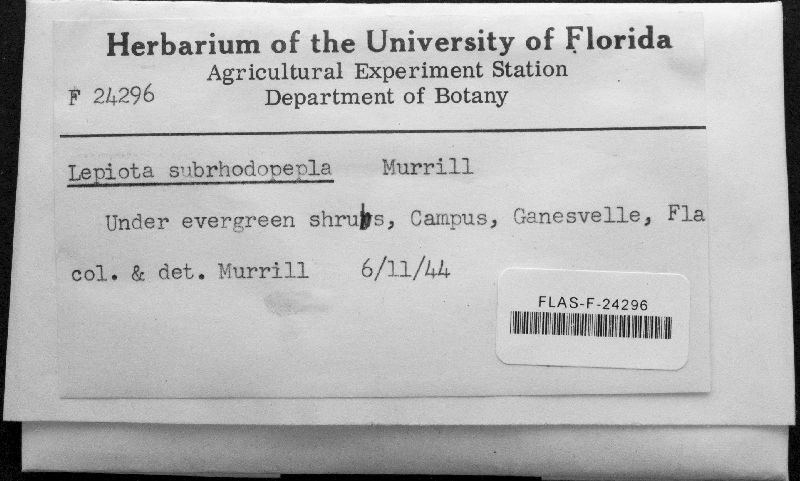 Herbarium of the University of Florida
Agricultural Experiment Station
F 24296 Department of Botany
Lepiota subrhodopepla Murrill
Under evergreen shrubs, Campus, Ganesvelle, Fla
col. & det. Murrill 6/11/44
FLAS-F-24296